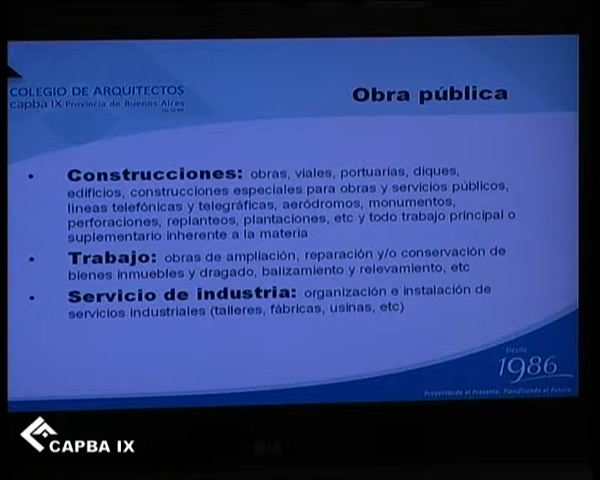 COLEGIO DE ARQUITECTOS
capba IX Provincia de Buenos Aires
Obra pública
• Construcciones: obras, viales, portuarias, diques,
edificios, construcciones especiales para obras y servicios públicos,
líneas telefónicas y telegráficas, aeródromos, monumentos,
perforaciones, replanteos, plantaciones, etc y todo trabajo principal o
suplementario inherente a la materia
• Trabajo: obras de ampliación, reparación y/o conservación de
bienes inmuebles y dragado, balizamiento y relevamiento, etc
• Servicio de industria: organización e instalación de
servicios industriales (talleres, fábricas, usinas, etc)
Desde
1986
Proyectando el Presente, Planificando el Futuro
CAPBA IX